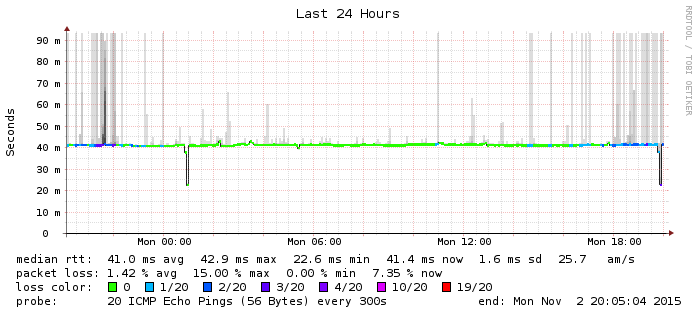 Last 24 Hours
RRDTOOL / TOBI OETIKER
Seconds
90 m
80 m
70 m
60 m
50 m
40 m
30 m
20 m
10 m
0
Mon 00:00 Mon 06:00 Mon 12:00 Mon 18:00
median rtt: 41.0 ms avg 42.9 ms max 22.6 ms min 41.4 ms now 1.6 ms sd 25.7 am/s
packet loss: 1.42 % avg 15.00 % max 0.00 % min 7.35 % now
loss color: 0 1/20 2/20 3/20 4/20 10/20 19/20
probe: 20 ICMP Echo Pings (56 Bytes) every 300s end: Mon Nov 2 20:05:04 2015